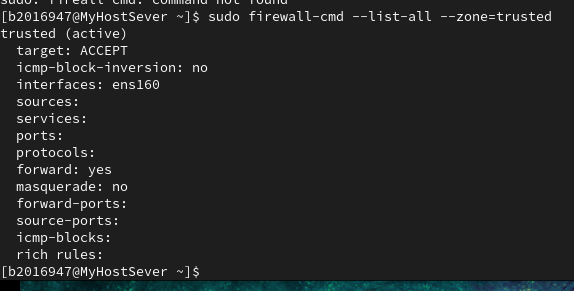 sudo: firewall-cmd: command not found
[b2016947@MyHostSever ~]$ sudo firewall-cmd --list-all --zone=trusted
trusted (active)
  target: ACCEPT
  icmp-block-inversion: no
  interfaces: ens160
  sources:
  services:
  ports:
  protocols:
  forward: yes
  masquerade: no
  forward-ports:
  source-ports:
  icmp-blocks:
  rich rules:
[b2016947@MyHostSever ~]$